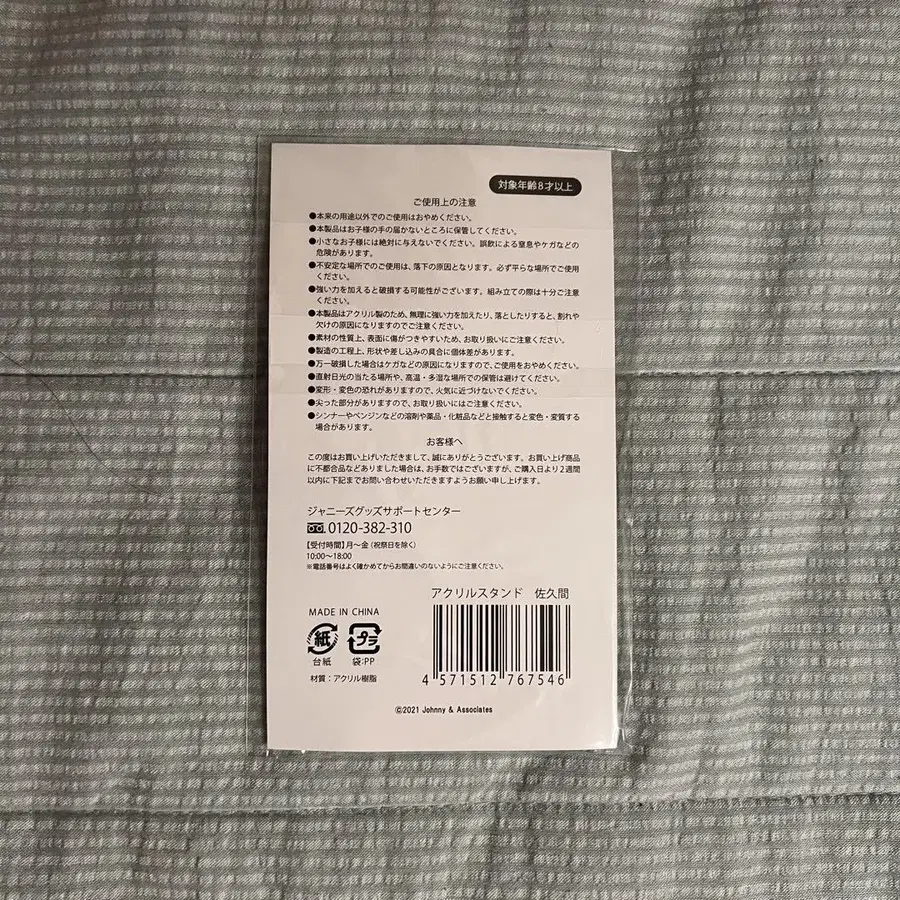 対象年齢8才以上
ご使用上の注意
●本来の用途以外でのご使用はおやめください。
●本製品はお子様の手の届かないところに保管してください。
●小さなお子様には絶対に与えないでください。誤飲による窒息やケガなどの
危険があります。
●不安定な場所でのご使用は、落下の原因となります。必ず平らな場所でご使用
ください。
●強い力を加えると破損する可能性がございます。組み立ての際は十分ご注意
ください。
●本製品はアクリル製のため、無理に強い力を加えたり、落としたりすると、割れや
欠けの原因になりますのでご注意ください。
●素材の性質上、表面に傷がつきやすいため、お取り扱いにご注意ください。
●製造の工程上、形状や差し込みの具合に個体差があります。
●万一破損した場合はケガなどの原因になりますので、ご使用をおやめください。
●直射日光の当たる場所や、高温・多湿な場所での保管は避けてください。
●変形・変色の恐れがありますので、火気に近づけないでください。
●尖った部分がありますので、お取り扱いにはご注意ください。
●シンナーやベンジンなどの溶剤や薬品・化粧品などと接触すると変色・変質する
場合があります。
お客様へ
この度はお買い上げいただきまして、誠にありがとうございます。お買い上げ商品
に不都合品などありました場合は、お手数ではございますが、ご購入日より2週間
以内に下記までお問い合わせいただきますようお願い申し上げます。
ジャニーズグッズサポートセンター
0120-382-310
【受付時間】月〜金(祝祭日を除く)
10:00〜18:00
※電話番号はよく確かめてからお間違いのないようにご注意ください。
アクリルスタンド 佐久間
MADE IN CHINA
紙 プラ
台紙 袋:PP
材質:アクリル樹脂
4 571512 767546
©2021 Johnny & Associates